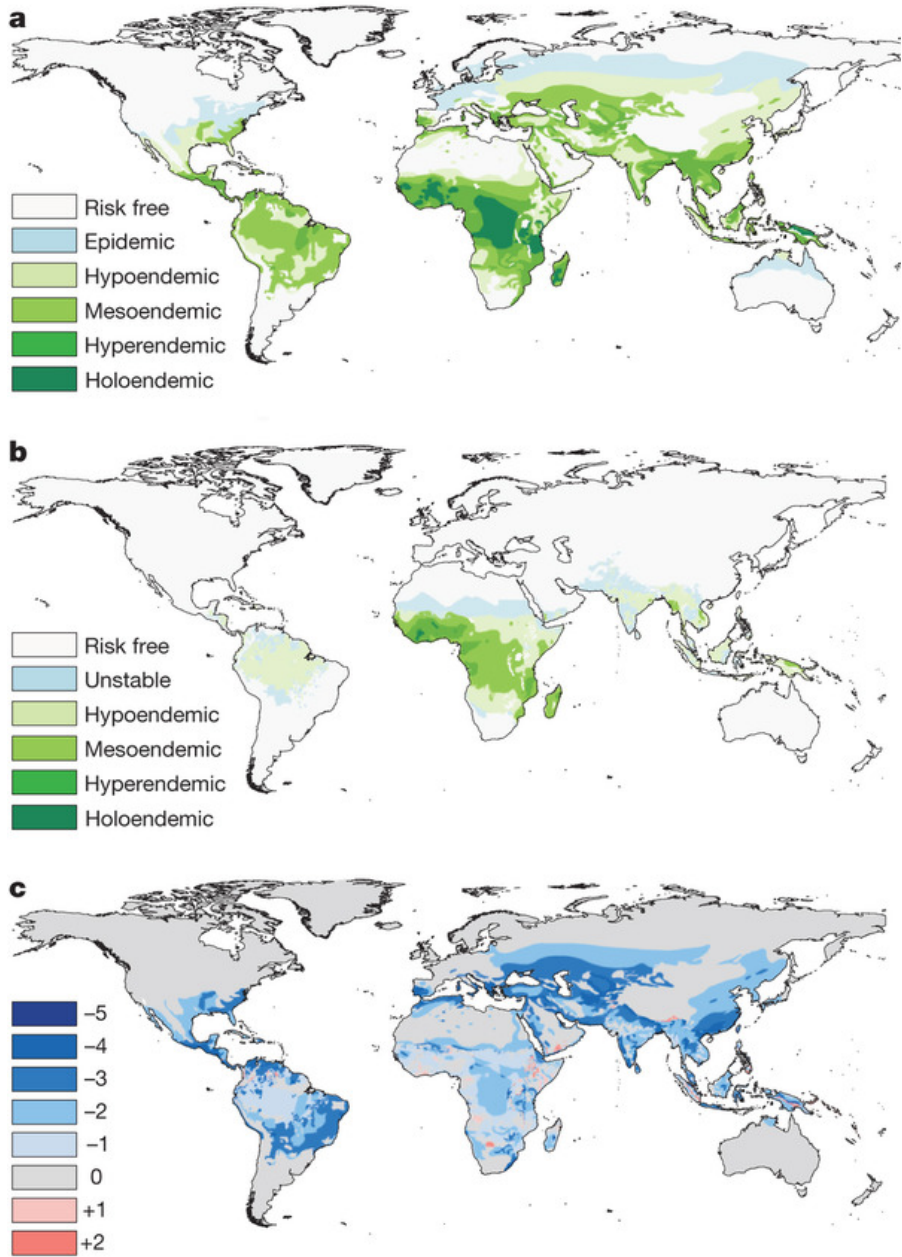 a
Risk free
Epidemic
Hypoendemic
Mesoendemic
Hyperendemic
Holoendemic
b
Risk free
Unstable
Hypoendemic
Mesoendemic
Hyperendemic
Holoendemic
c
–5
–4
–3
–2
–1
0
+1
+2